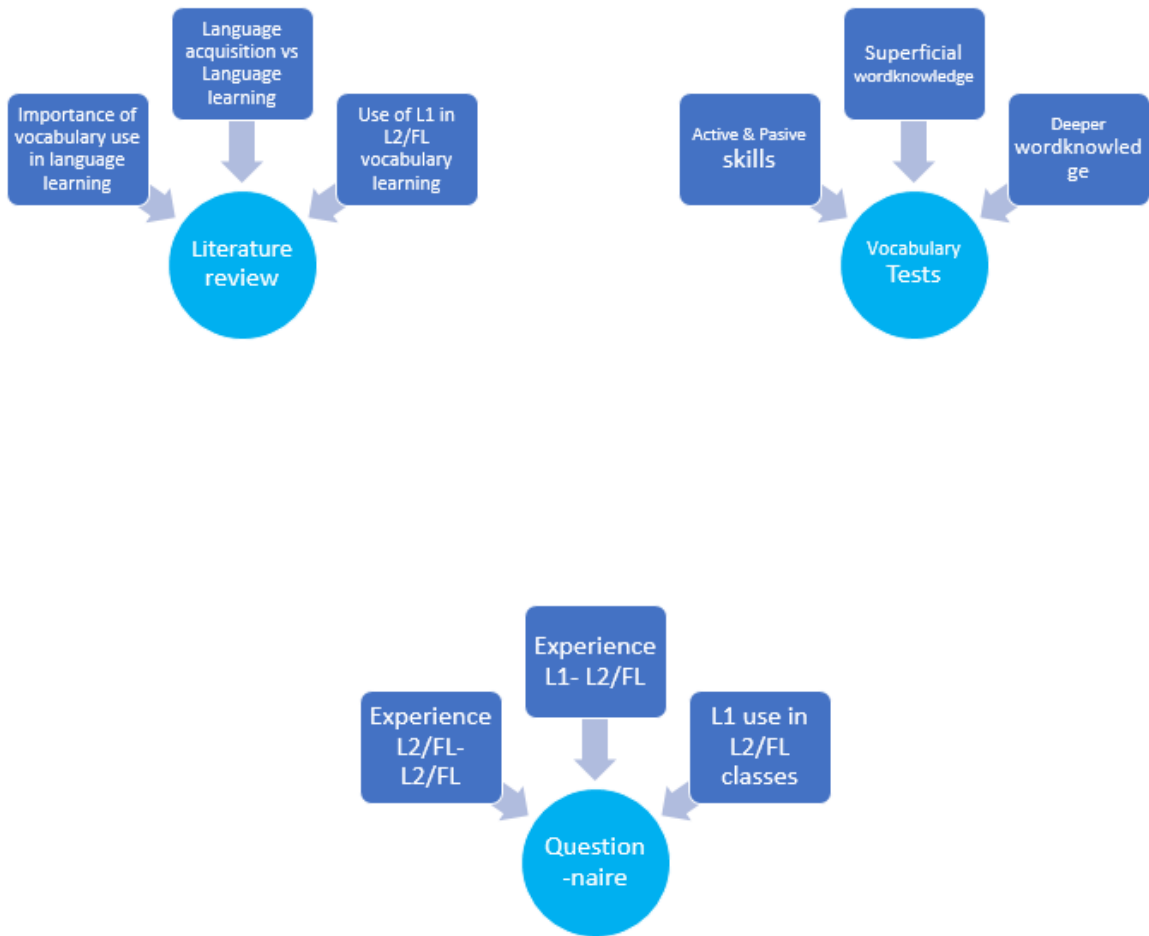 Language
acquisition vs
Language
learning
Importance of
vocabulary use
in language
learning
Use of L1 in
L2/FL
vocabulary
learning
Literature
review
Superficial
wordknowledge
Active & Pasive
skills
Deeper
wordknowled
ge
Vocabulary
Tests
Experience
L1- L2/FL
Experience
L2/FL-
L2/FL
L1 use in
L2/FL
classes
Question
-naire